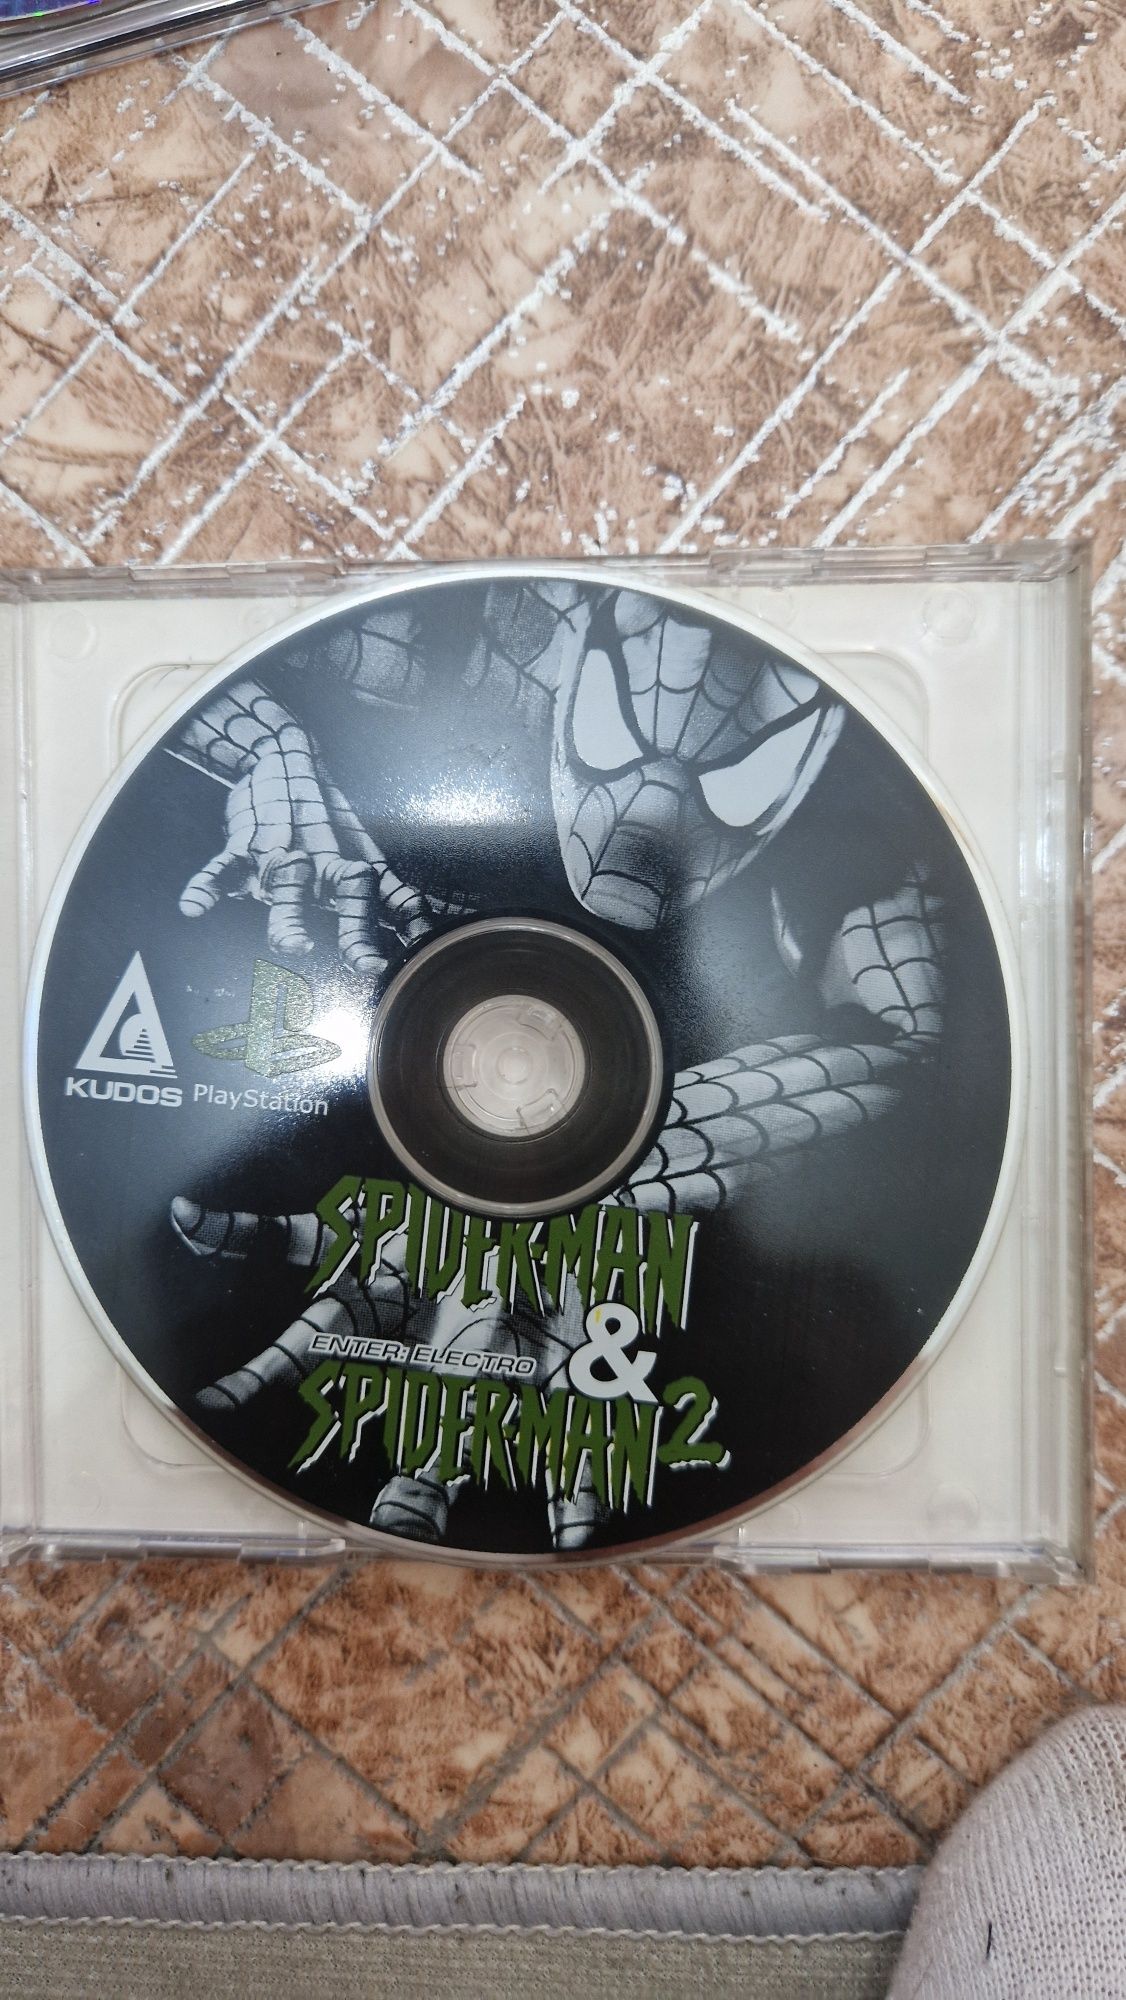 KUDOS
PlayStation
SPIDER-MAN
&
ENTER: ELECTRO
SPIDER-MAN 2